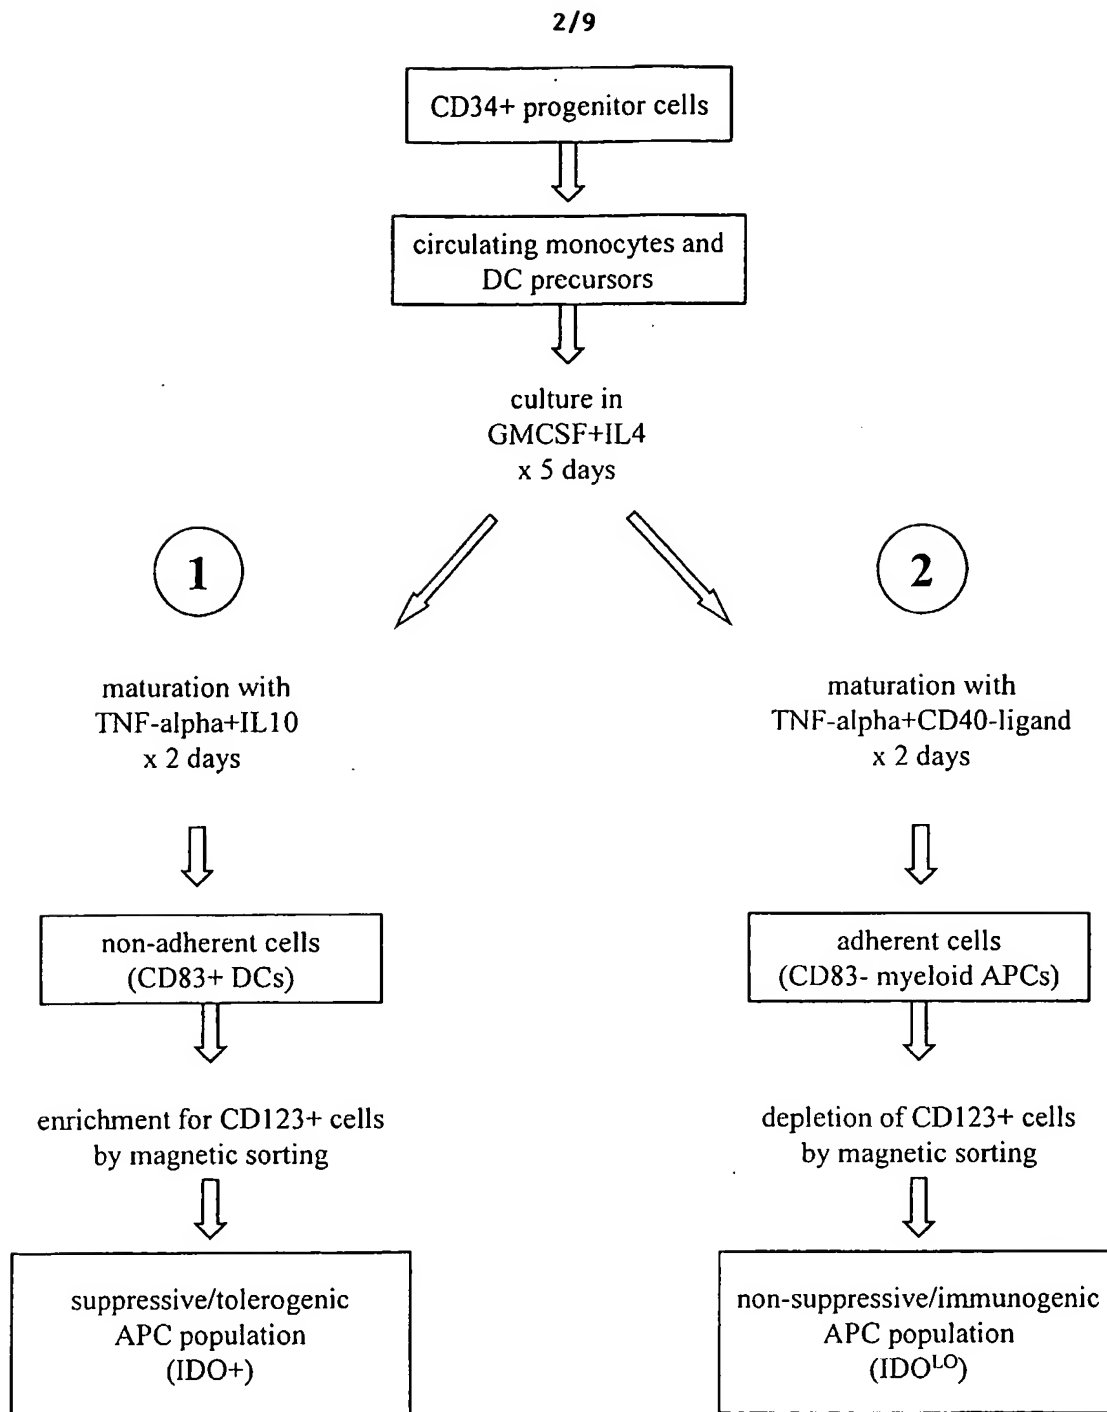 2/9
CD34+ progenitor cells
circulating monocytes and
DC precursors
culture in
GMCSF+IL4
x 5 days
1
maturation with
TNF-alpha+IL10
x 2 days
non-adherent cells
(CD83+ DCs)
enrichment for CD123+ cells
by magnetic sorting
suppressive/tolerogenic
APC population
(IDO+)
2
maturation with
TNF-alpha+CD40-ligand
x 2 days
adherent cells
(CD83- myeloid APCs)
depletion of CD123+ cells
by magnetic sorting
non-suppressive/immunogenic
APC population
(IDO^LO)